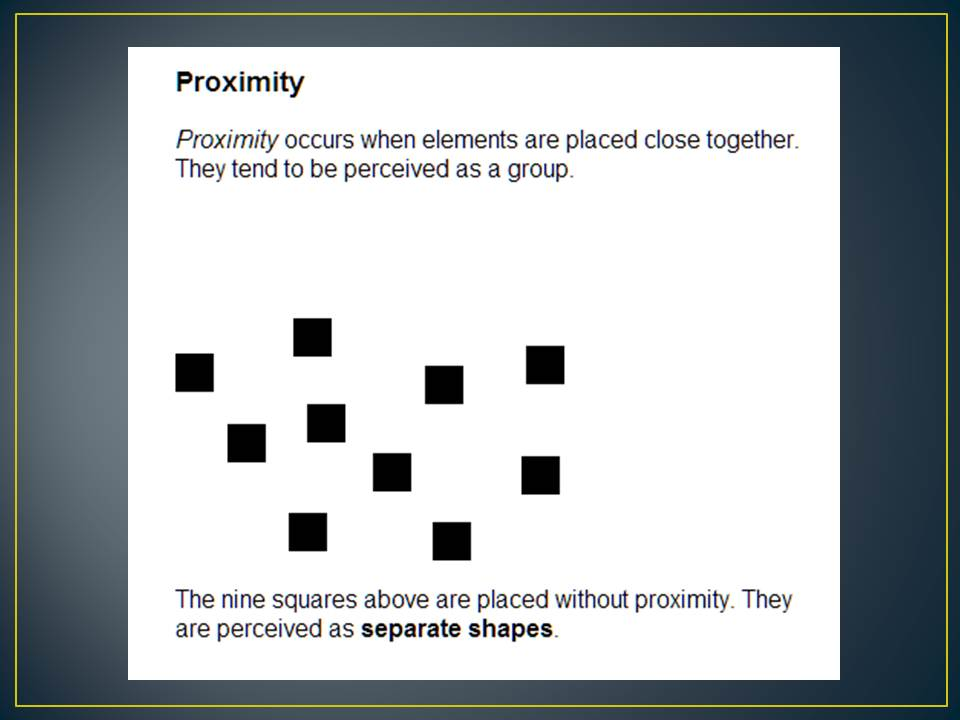 Proximity
Proximity occurs when elements are placed close together.
They tend to be perceived as a group.
The nine squares above are placed without proximity. They
are perceived as separate shapes.